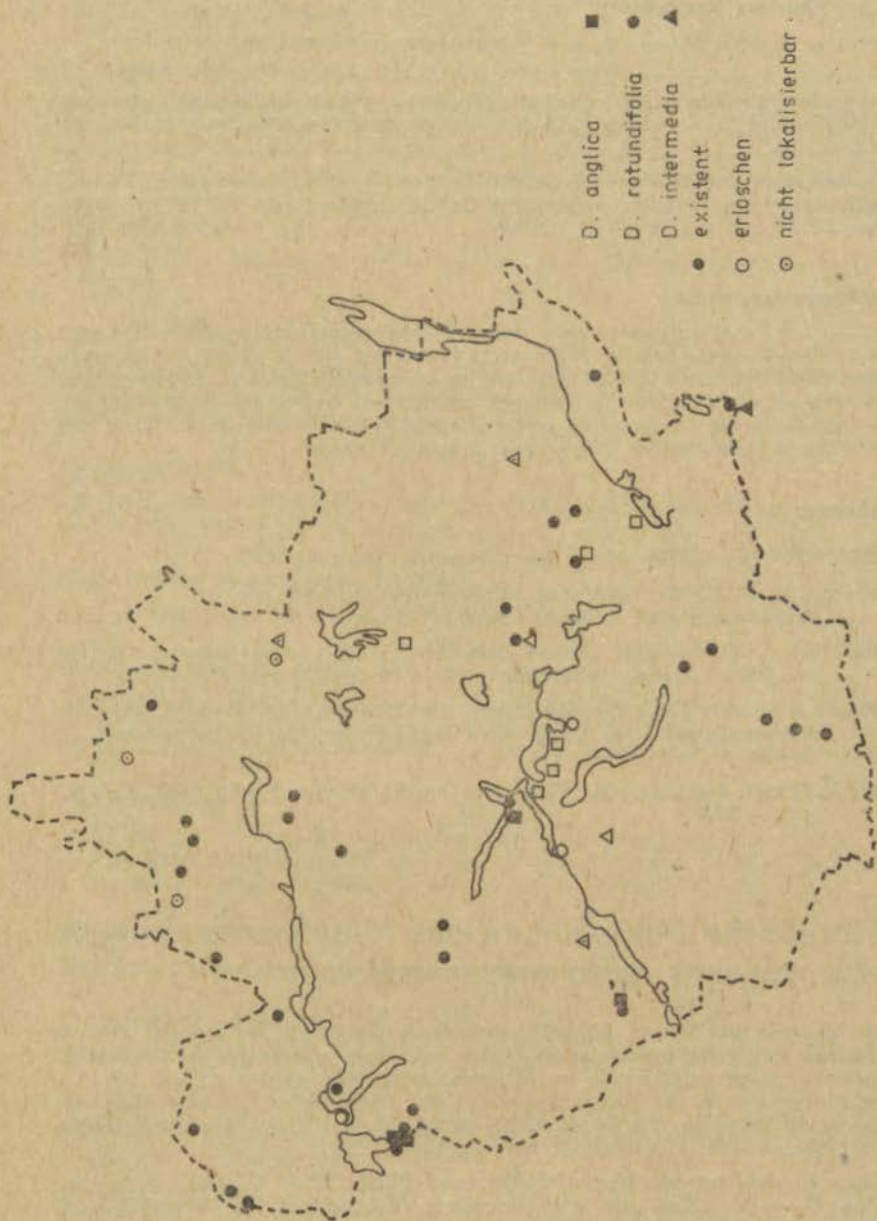 D. anglica ■
D. rotundifolia ●
D. intermedia ▲
● existent
○ erloschen
⊙ nicht lokalisierbar